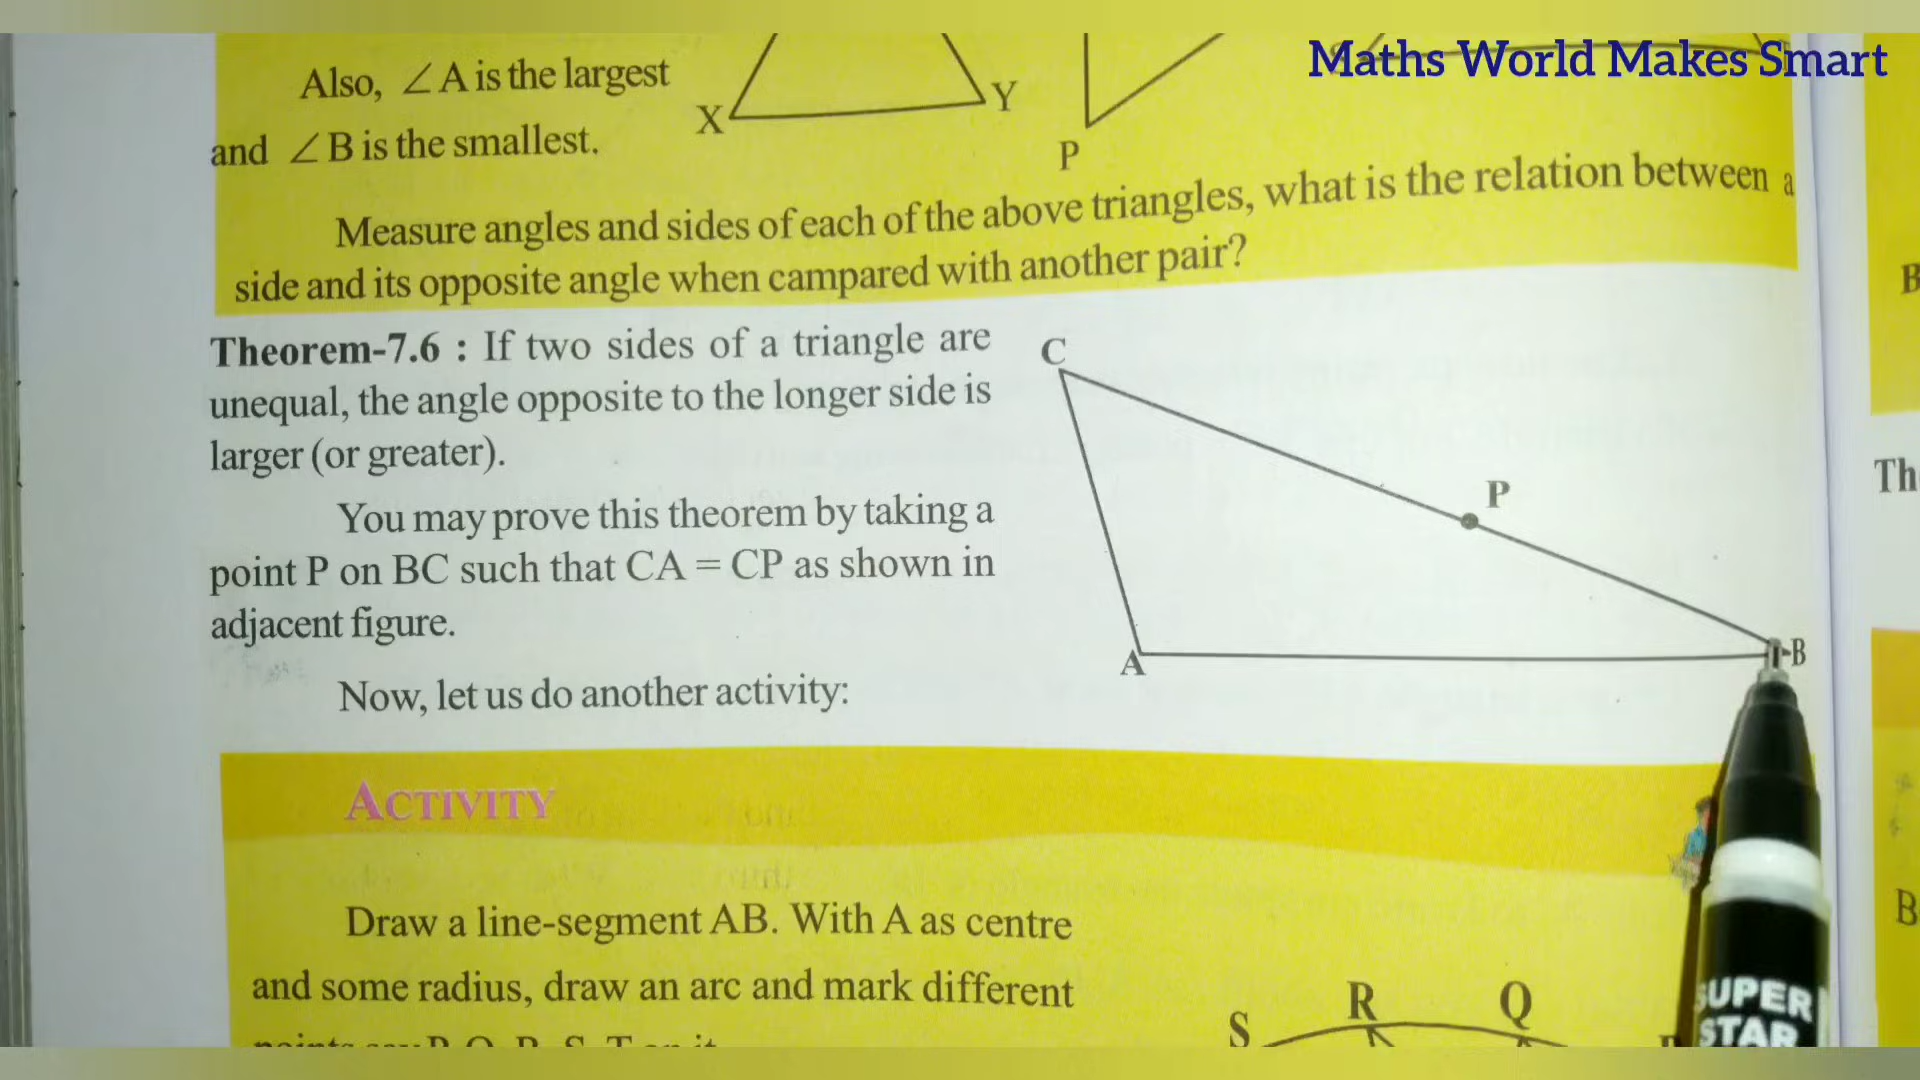 Maths World Makes Smart
Also, ∠A is the largest
and ∠B is the smallest.
X
Y
P
Measure angles and sides of each of the above triangles, what is the relation between a
side and its opposite angle when campared with another pair?
Theorem-7.6 : If two sides of a triangle are
unequal, the angle opposite to the longer side is
larger (or greater).
You may prove this theorem by taking a
point P on BC such that CA = CP as shown in
adjacent figure.
Now, let us do another activity:
C
P
A
B
ACTIVITY
Draw a line-segment AB. With A as centre
and some radius, draw an arc and mark different
S
R
Q
SUPER
STAR
B
Th
B